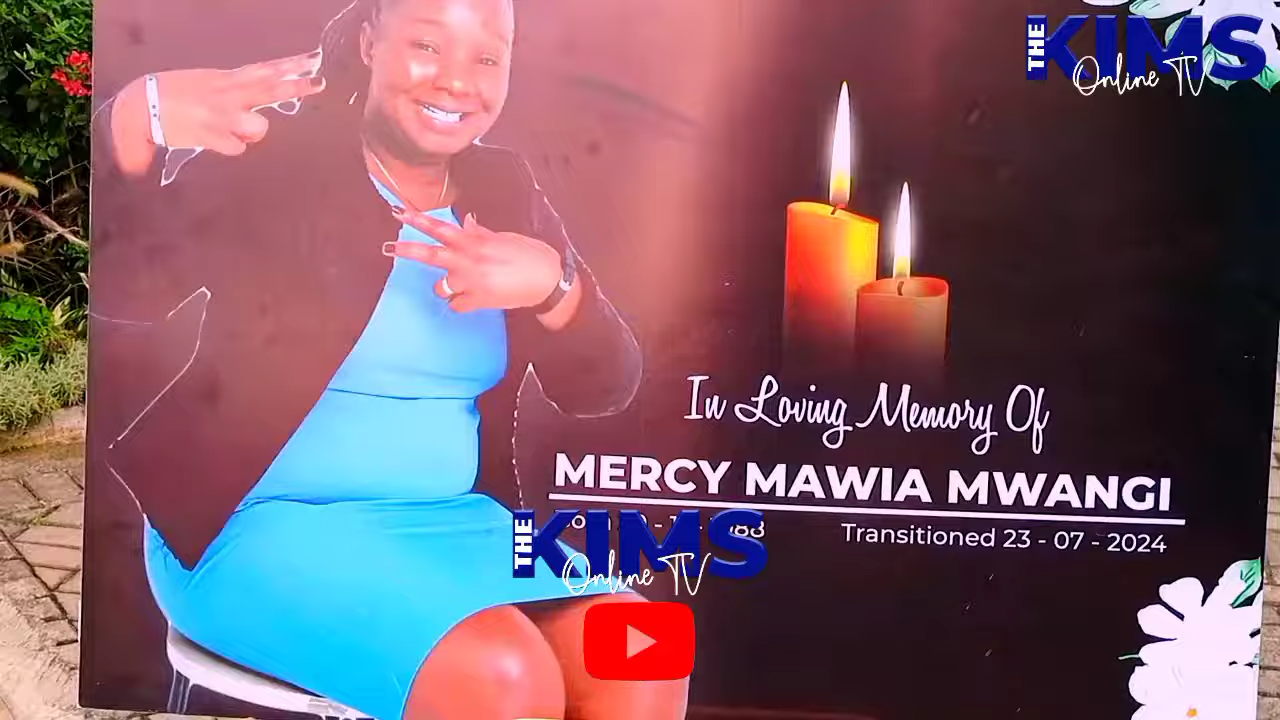 THE KIMS
Online TV
In Loving Memory Of
MERCY MAWIA MWANGI
Transitioned 23 - 07 - 2024
THE KIMS
Online TV